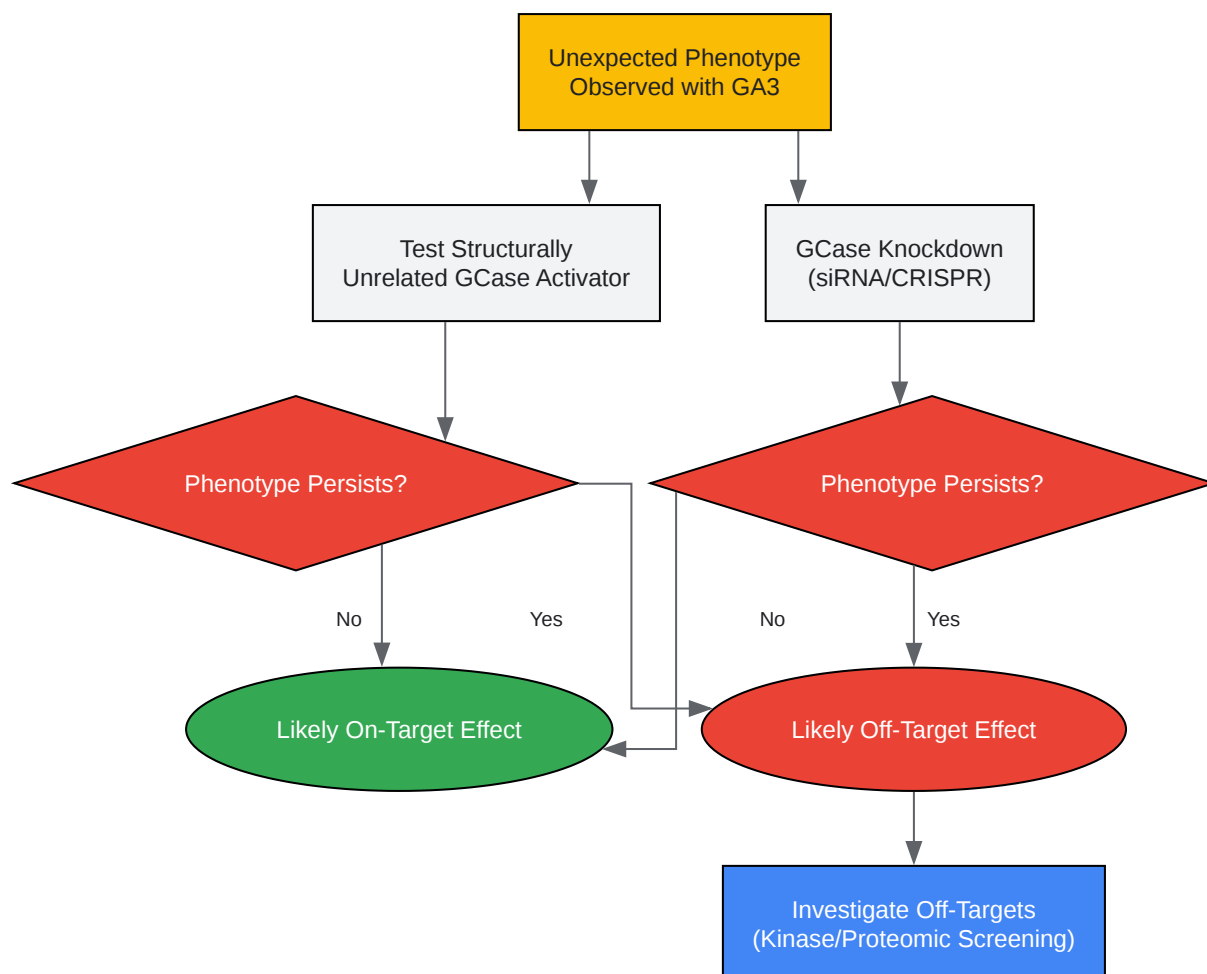 Unexpected Phenotype
Observed with GA3
Test Structurally
Unrelated GCase Activator
GCase Knockdown
(siRNA/CRISPR)
Phenotype Persists?
Phenotype Persists?
No
Yes
No
Yes
Likely On-Target Effect
Likely Off-Target Effect
Investigate Off-Targets
(Kinase/Proteomic Screening)